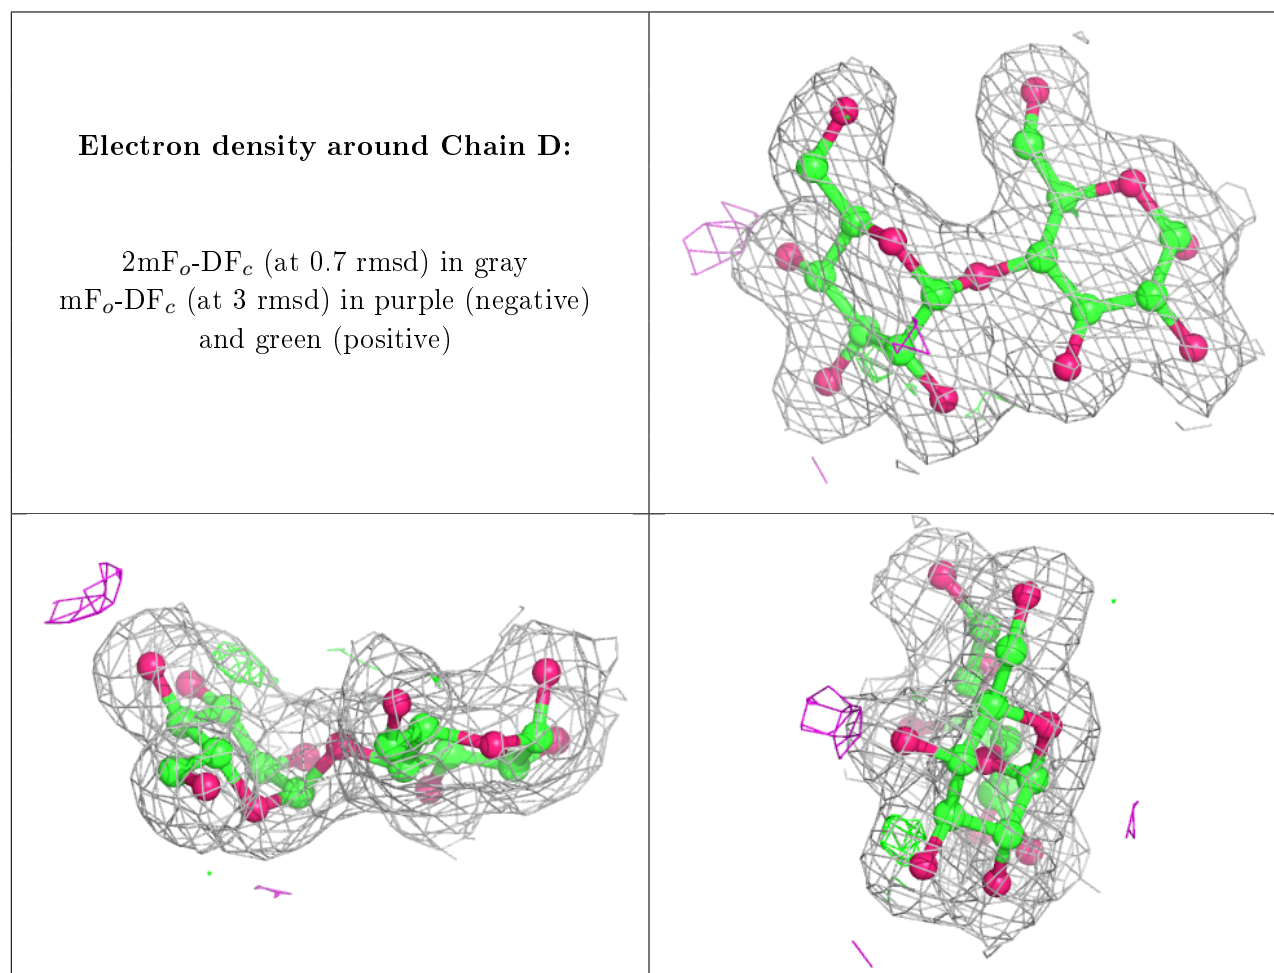 Electron density around Chain D:
2mFₒ-DF𝒸 (at 0.7 rmsd) in gray
mFₒ-DF𝒸 (at 3 rmsd) in purple (negative)
and green (positive)